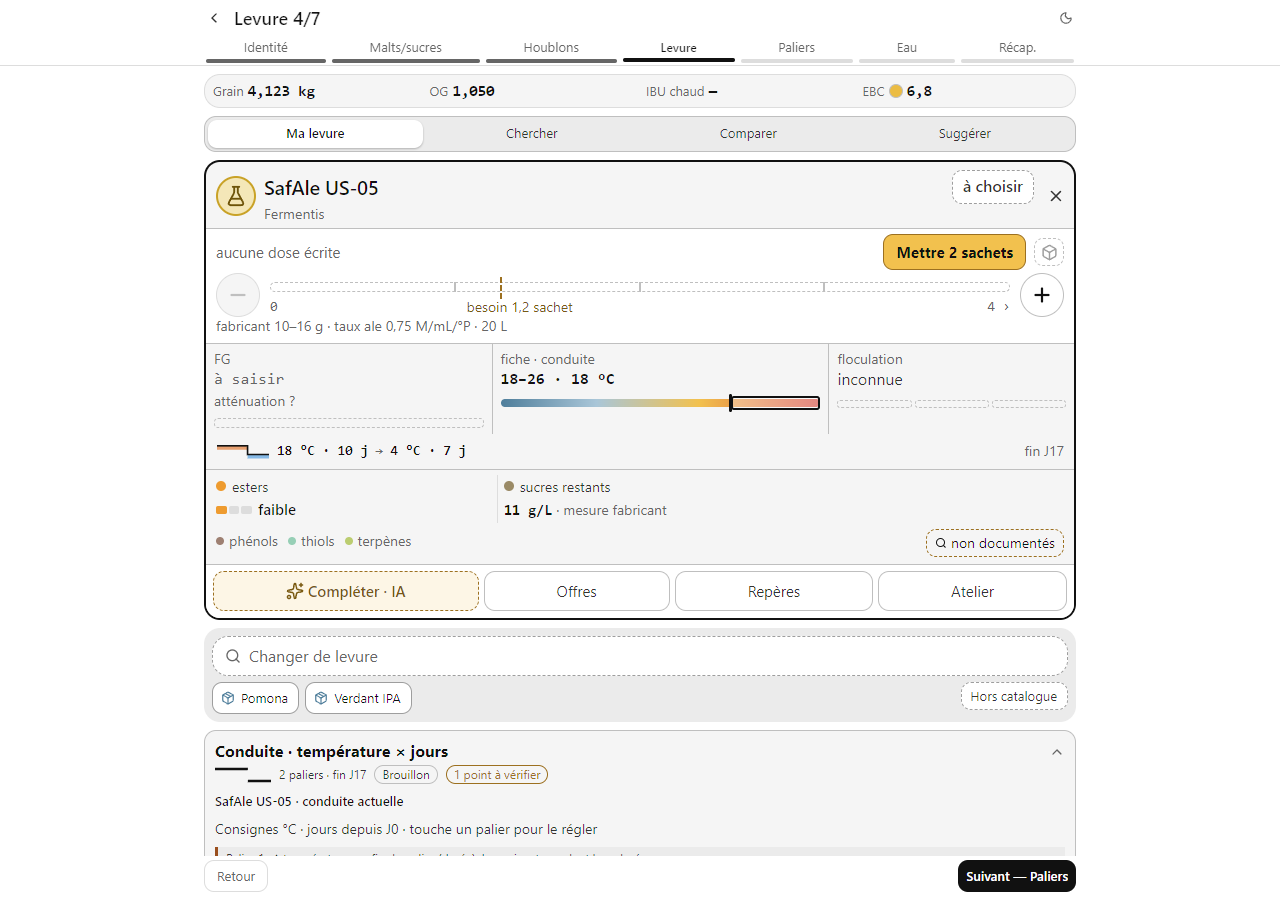 Levure 4/7
Identité Malts/sucres Houblons Levure Paliers Eau Récap.
Grain 4,123 kg OG 1,050 IBU chaud — EBC 6,8
Ma levure Chercher Comparer Suggérer
SafAle US-05
à choisir
Fermentis
aucune dose écrite
Mettre 2 sachets
0 besoin 1,2 sachet 4 ›
fabricant 10–16 g · taux ale 0,75 M/mL/°P · 20 L
FG fiche · conduite floculation
à saisir 18–26 · 18 °C inconnue
atténuation ?
18 °C · 10 j → 4 °C · 7 j fin J17
esters sucres restants
faible 11 g/L · mesure fabricant
phénols thiols terpènes non documentés
Compléter · IA Offres Repères Atelier
Changer de levure
Pomona Verdant IPA Hors catalogue
Conduite · température × jours
2 paliers · fin J17 Brouillon 1 point à vérifier
SafAle US-05 · conduite actuelle
Consignes °C · jours depuis J0 · touche un palier pour le régler
Retour Suivant — Paliers